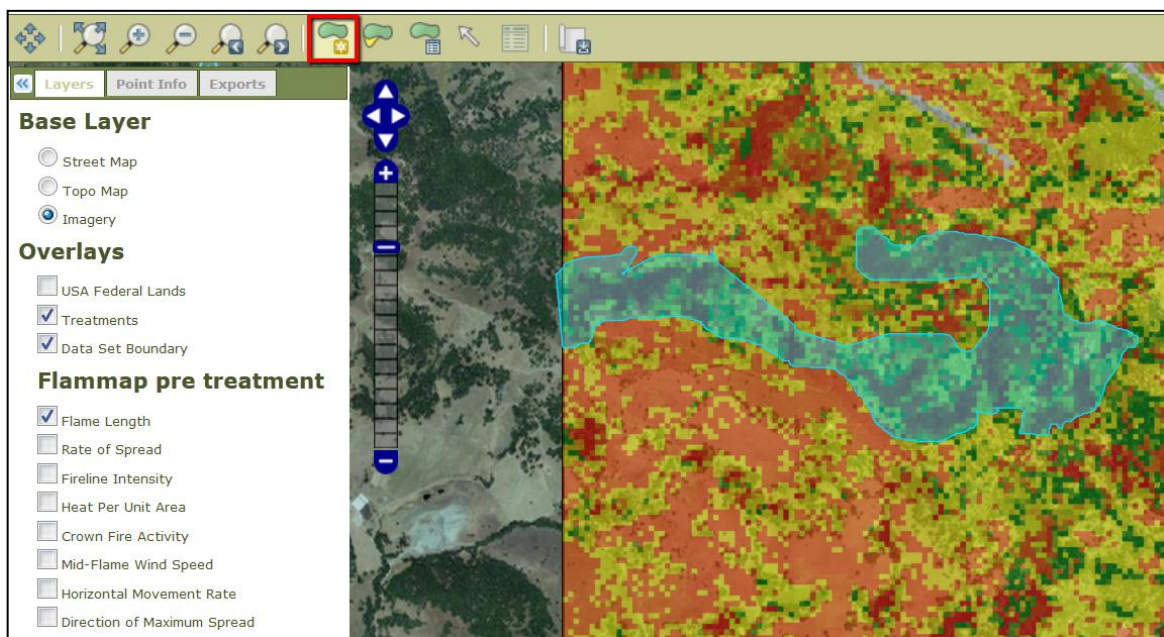 Layers Point Info Exports
Base Layer
Street Map
Topo Map
Imagery
Overlays
USA Federal Lands
Treatments
Data Set Boundary
Flammap pre treatment
Flame Length
Rate of Spread
Fireline Intensity
Heat Per Unit Area
Crown Fire Activity
Mid-Flame Wind Speed
Horizontal Movement Rate
Direction of Maximum Spread